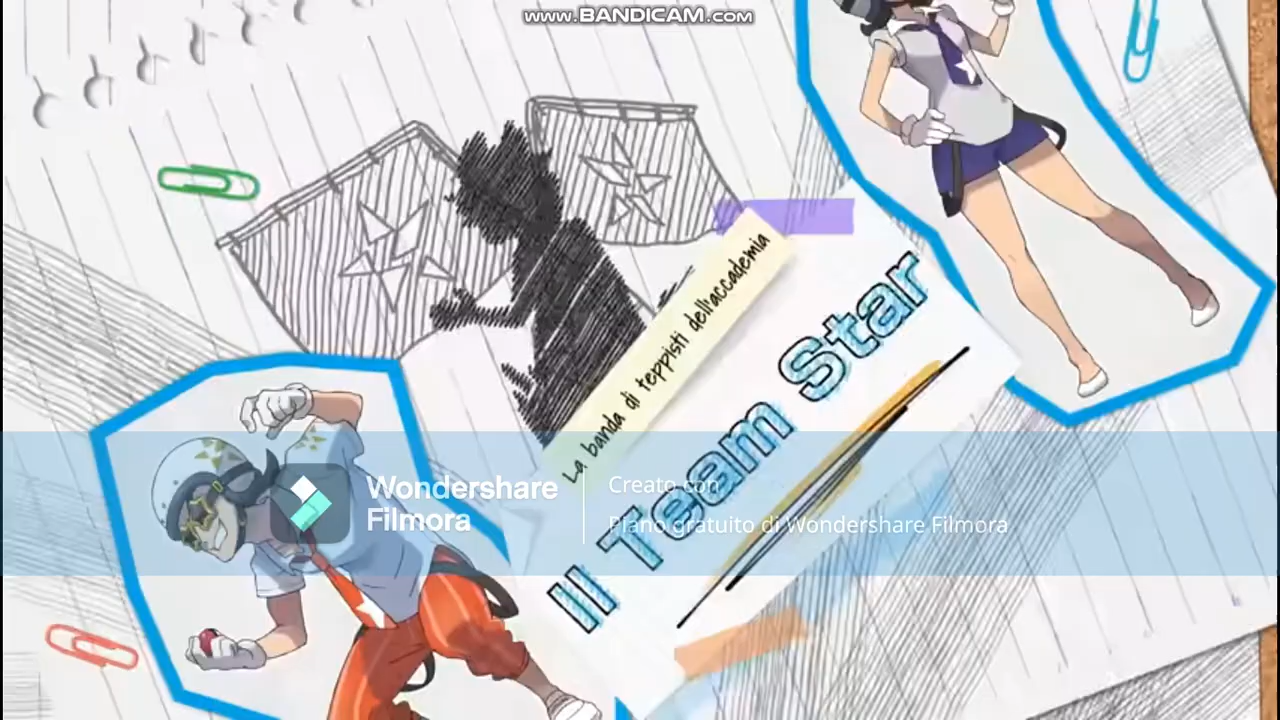 www.BANDICAM.com
La banda di teppisti dell'accademia
Il Team Star
Wondershare
Filmora
Creato con
Piano gratuito di Wondershare Filmora